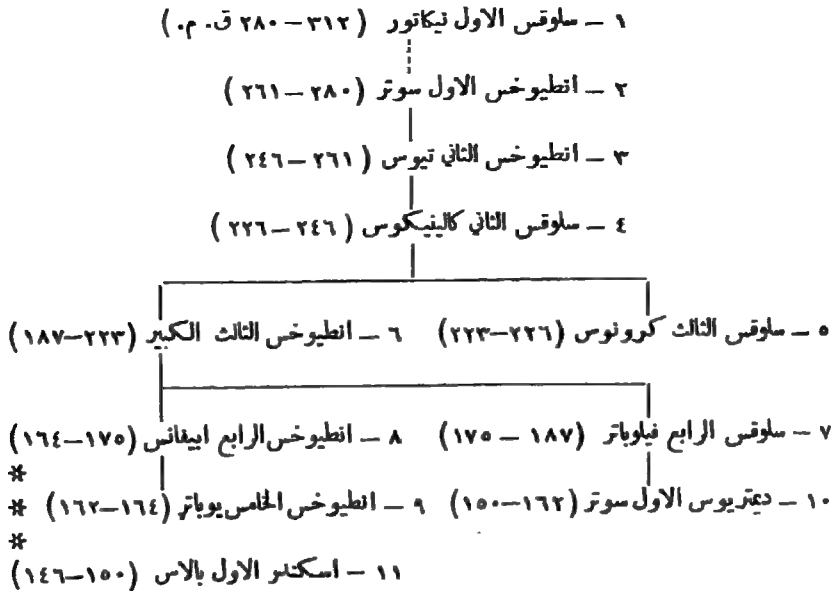 ١ – سلوقس الاول نيكاتور (٣١٢–٢٨٠ ق. م.)
٢ – انطيوخس الاول سوتر (٢٨٠–٢٦١)
٣ – انطيوخس الثاني تيوس (٢٦١–٢٤٦)
٤ – سلوقس الثاني كالينيكوس (٢٤٦–٢٢٦)
٥ – سلوقس الثالث كرونوس (٢٢٦–٢٢٣) ٦ – انطيوخس الثالث الكبير (٢٢٣–١٨٧)
٧ – سلوقس الرابع فيلوباتر (١٨٧ – ١٧٥) ٨ – انطيوخس الرابع ابيفانس (١٧٥–١٦٤)
١٠ – ديمتريوس الاول سوتر (١٦٢–١٥٠) ٩ – انطيوخس الخامس يوباتر (١٦٤–١٦٢)
١١ – اسكندر الاول بالاس (١٥٠–١٤٦)